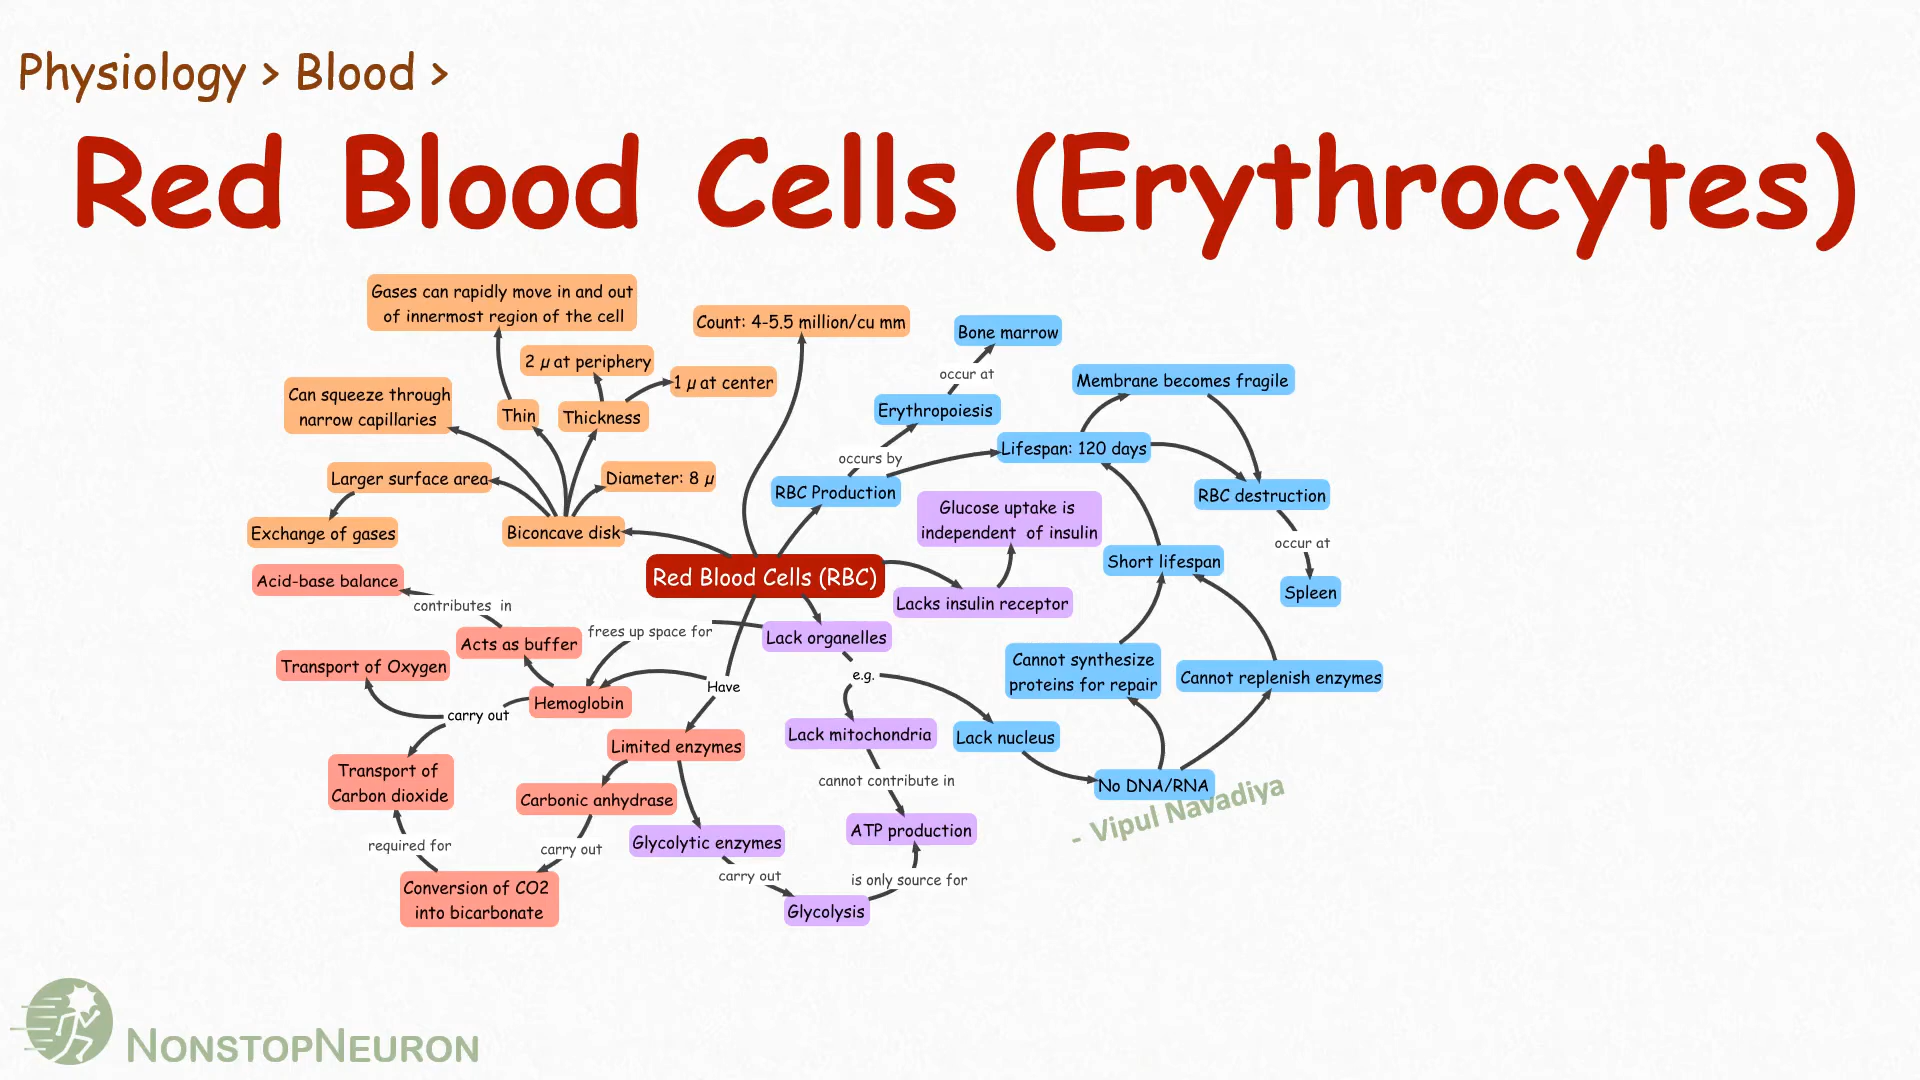 Physiology > Blood >
Red Blood Cells (Erythrocytes)
Gases can rapidly move in and out
of innermost region of the cell
Count: 4-5.5 million/cu mm
Bone marrow
2 µ at periphery
1 µ at center
occur at
Membrane becomes fragile
Can squeeze through
narrow capillaries
Thin
Thickness
Erythropoiesis
Lifespan: 120 days
occurs by
Larger surface area
Diameter: 8 µ
RBC Production
RBC destruction
Glucose uptake is
independent of insulin
Exchange of gases
Biconcave disk
occur at
Short lifespan
Red Blood Cells (RBC)
Acid-base balance
Spleen
contributes in
Lacks insulin receptor
frees up space for
Lack organelles
Acts as buffer
Transport of Oxygen
Cannot synthesize
proteins for repair
Cannot replenish enzymes
e.g.
Have
Hemoglobin
carry out
Lack mitochondria
Lack nucleus
Limited enzymes
Transport of
Carbon dioxide
cannot contribute in
No DNA/RNA
Carbonic anhydrase
- Vipul Navadiya
ATP production
Glycolytic enzymes
required for
carry out
carry out
is only source for
Conversion of CO2
into bicarbonate
Glycolysis
NONSTOPNEURON